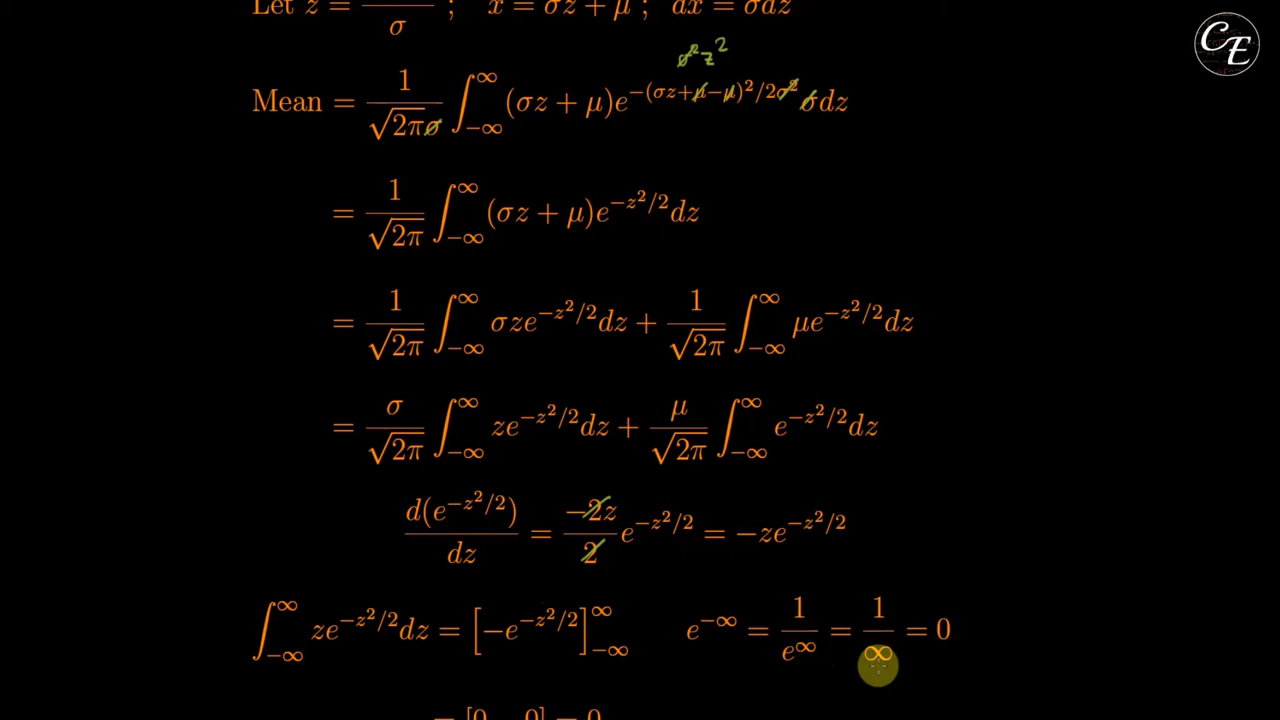 Let z = ――― / σ ; x = σz + μ ; dx = σdz
CE
σ²z²
Mean = 1/√2πσ ∫_{−∞}^{∞} (σz + μ)e^{−(σz+μ−μ)²/2σ²} σdz
= 1/√2π ∫_{−∞}^{∞} (σz + μ)e^{−z²/2}dz
= 1/√2π ∫_{−∞}^{∞} σze^{−z²/2}dz + 1/√2π ∫_{−∞}^{∞} μe^{−z²/2}dz
= σ/√2π ∫_{−∞}^{∞} ze^{−z²/2}dz + μ/√2π ∫_{−∞}^{∞} e^{−z²/2}dz
d(e^{−z²/2})/dz = −2z/2 e^{−z²/2} = −ze^{−z²/2}
∫_{−∞}^{∞} ze^{−z²/2}dz = [−e^{−z²/2}]_{−∞}^{∞} e^{−∞} = 1/e^{∞} = 1/∞ = 0